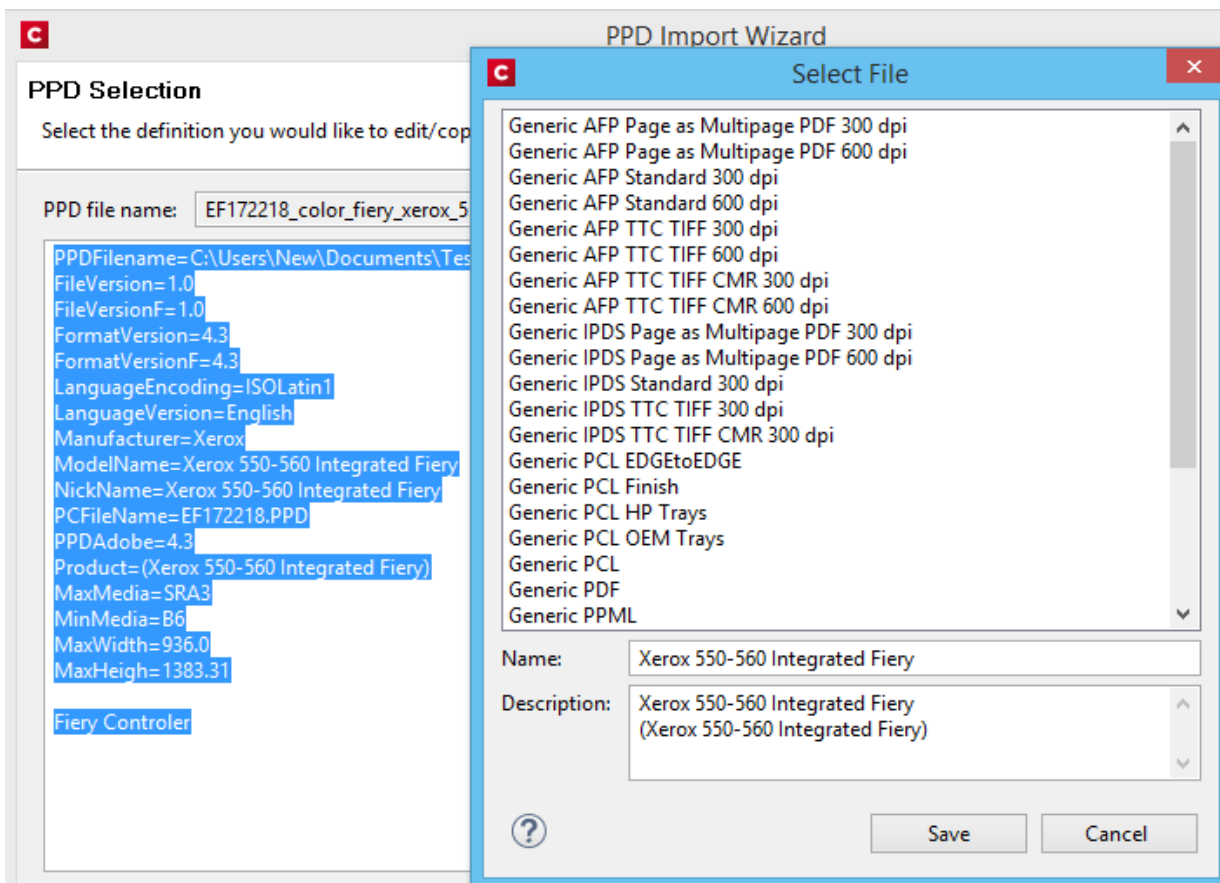 C
PPD Import Wizard
PPD Selection
Select the definition you would like to edit/cop
PPD file name:
EF172218_color_fiery_xerox_5
PPDFilename=C:\Users\New\Documents\Tes
FileVersion=1.0
FileVersionF=1.0
FormatVersion=4.3
FormatVersionF=4.3
LanguageEncoding=ISOLatin1
LanguageVersion=English
Manufacturer=Xerox
ModelName=Xerox 550-560 Integrated Fiery
NickName=Xerox 550-560 Integrated Fiery
PCFileName=EF172218.PPD
PPDAdobe=4.3
Product=(Xerox 550-560 Integrated Fiery)
MaxMedia=SRA3
MinMedia=B6
MaxWidth=936.0
MaxHeigh=1383.31
Fiery Controler
C
Select File
Generic AFP Page as Multipage PDF 300 dpi
Generic AFP Page as Multipage PDF 600 dpi
Generic AFP Standard 300 dpi
Generic AFP Standard 600 dpi
Generic AFP TTC TIFF 300 dpi
Generic AFP TTC TIFF 600 dpi
Generic AFP TTC TIFF CMR 300 dpi
Generic AFP TTC TIFF CMR 600 dpi
Generic IPDS Page as Multipage PDF 300 dpi
Generic IPDS Page as Multipage PDF 600 dpi
Generic IPDS Standard 300 dpi
Generic IPDS TTC TIFF 300 dpi
Generic IPDS TTC TIFF CMR 300 dpi
Generic PCL EDGEtoEDGE
Generic PCL Finish
Generic PCL HP Trays
Generic PCL OEM Trays
Generic PCL
Generic PDF
Generic PPML
Name:
Xerox 550-560 Integrated Fiery
Description:
Xerox 550-560 Integrated Fiery
(Xerox 550-560 Integrated Fiery)
?
Save
Cancel